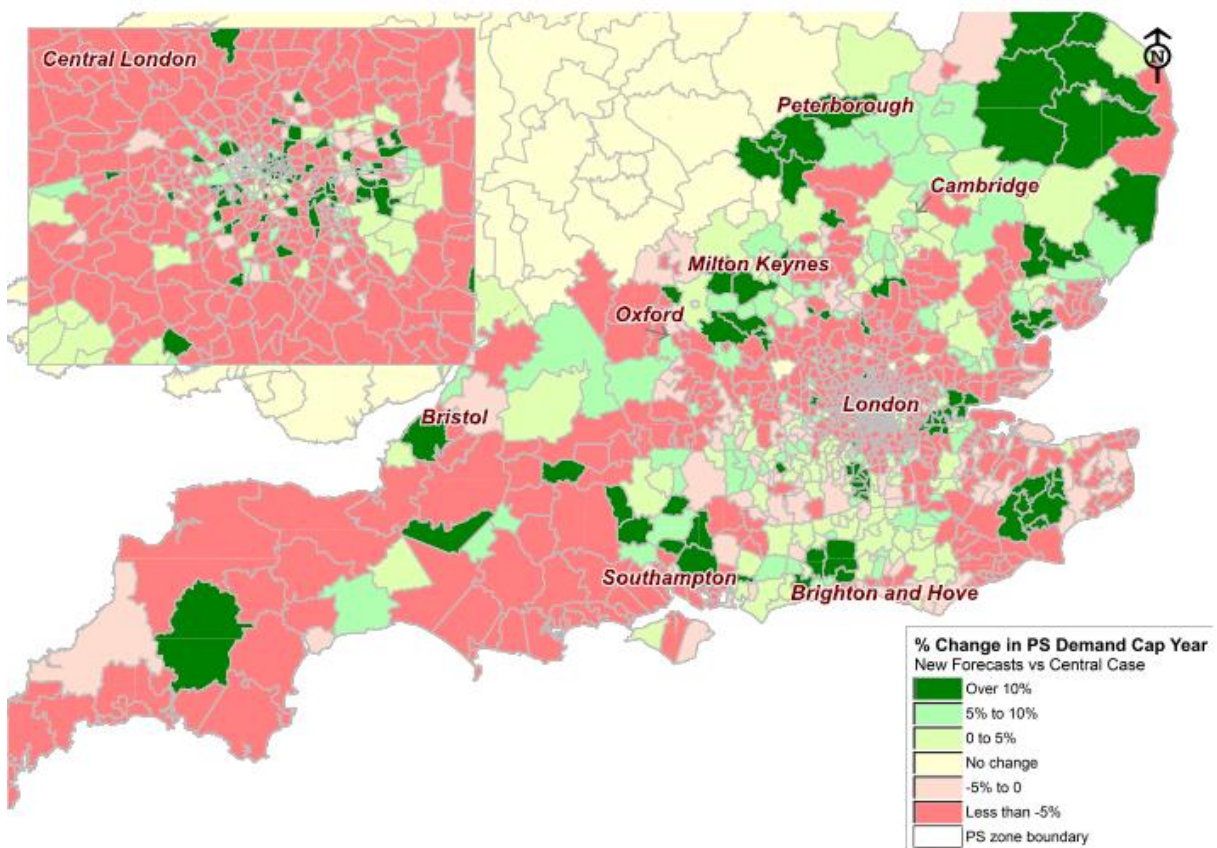 Central London
N
Peterborough
Cambridge
Milton Keynes
Oxford
London
Bristol
Southampton
Brighton and Hove
% Change in PS Demand Cap Year
New Forecasts vs Central Case
Over 10%
5% to 10%
0 to 5%
No change
-5% to 0
Less than -5%
PS zone boundary